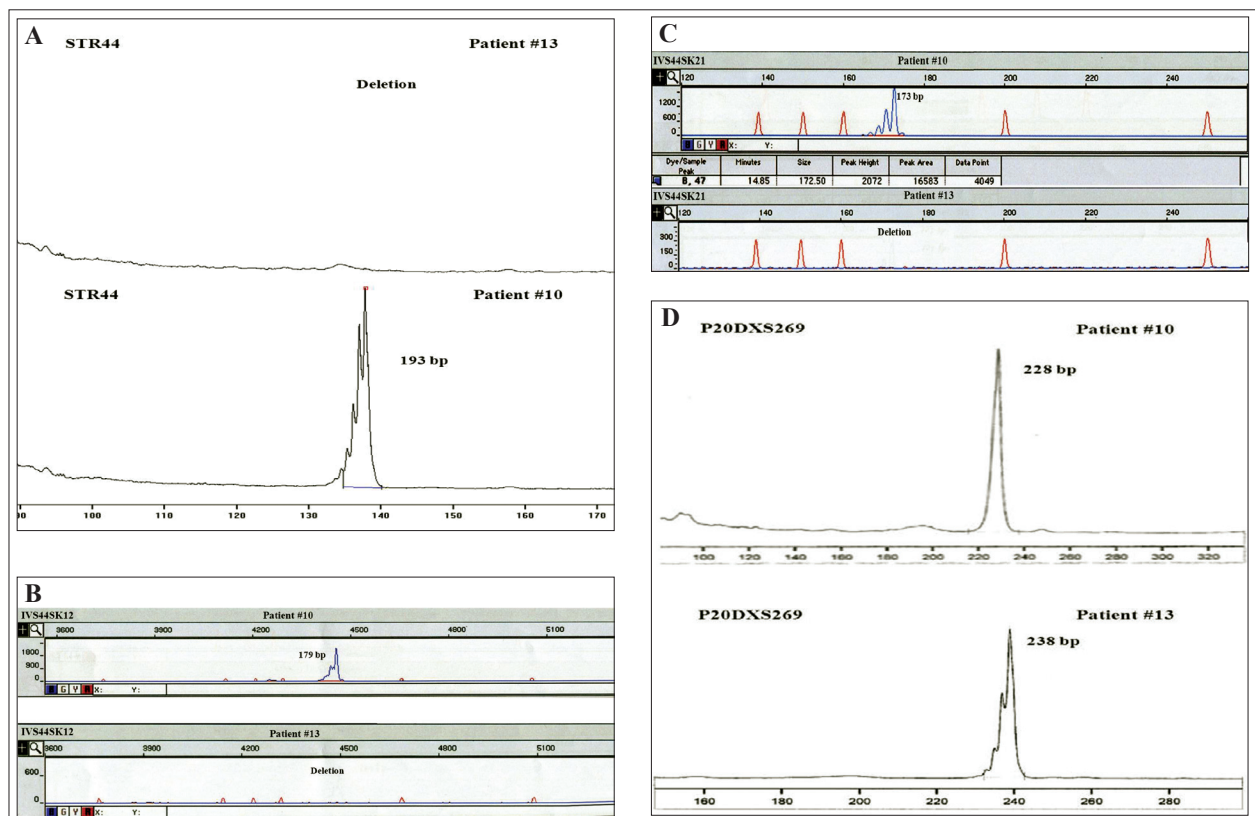 A
STR44 Patient #13
Deletion
STR44 Patient #10
193 bp
100 110 120 130 140 150 160 170
B
IVS44SK12 Patient #10
3600 3900 4200 4500 4800 5100
1800
900
0
179 bp
G Y R X: Y:
IVS44SK12 Patient #13
3600 3900 4200 4500 4800 5100
600
0
Deletion
G Y R X: Y:
C
IVS44SK21 Patient #10
120 140 160 180 200 240
1200
600
0
173 bp
B G Y R X: Y:
Dye/Sample Peak Minutes Size Peak Height Peak Area Data Point
B, 47 14.85 172.50 2072 16583 4049
IVS44SK21 Patient #13
120 140 160 180 200 240
300
150
0
Deletion
D
P20DXS269 Patient #10
228 bp
100 120 140 160 180 200 220 240 260 280 300 320
P20DXS269 Patient #13
238 bp
160 180 200 220 240 260 280